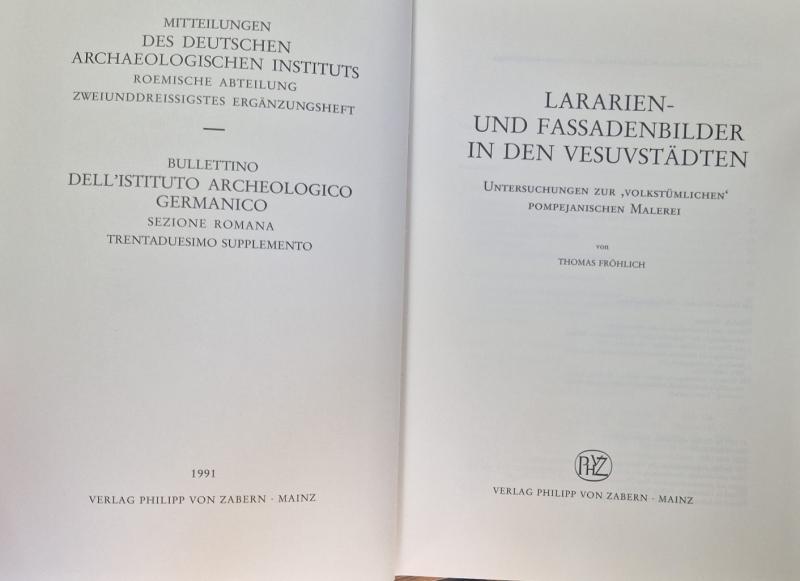 MITTEILUNGEN
DES DEUTSCHEN
ARCHAEOLOGISCHEN INSTITUTS
ROEMISCHE ABTEILUNG
ZWEIUNDDREISSIGSTES ERGÄNZUNGSHEFT
—
BULLETTINO
DELL'ISTITUTO ARCHEOLOGICO
GERMANICO
SEZIONE ROMANA
TRENTADUESIMO SUPPLEMENTO
1991
VERLAG PHILIPP VON ZABERN · MAINZ
LARARIEN-
UND FASSADENBILDER
IN DEN VESUVSTÄDTEN
UNTERSUCHUNGEN ZUR ‚VOLKSTÜMLICHEN‘
POMPEJANISCHEN MALEREI
von
THOMAS FRÖHLICH
PHVZ
VERLAG PHILIPP VON ZABERN · MAINZ